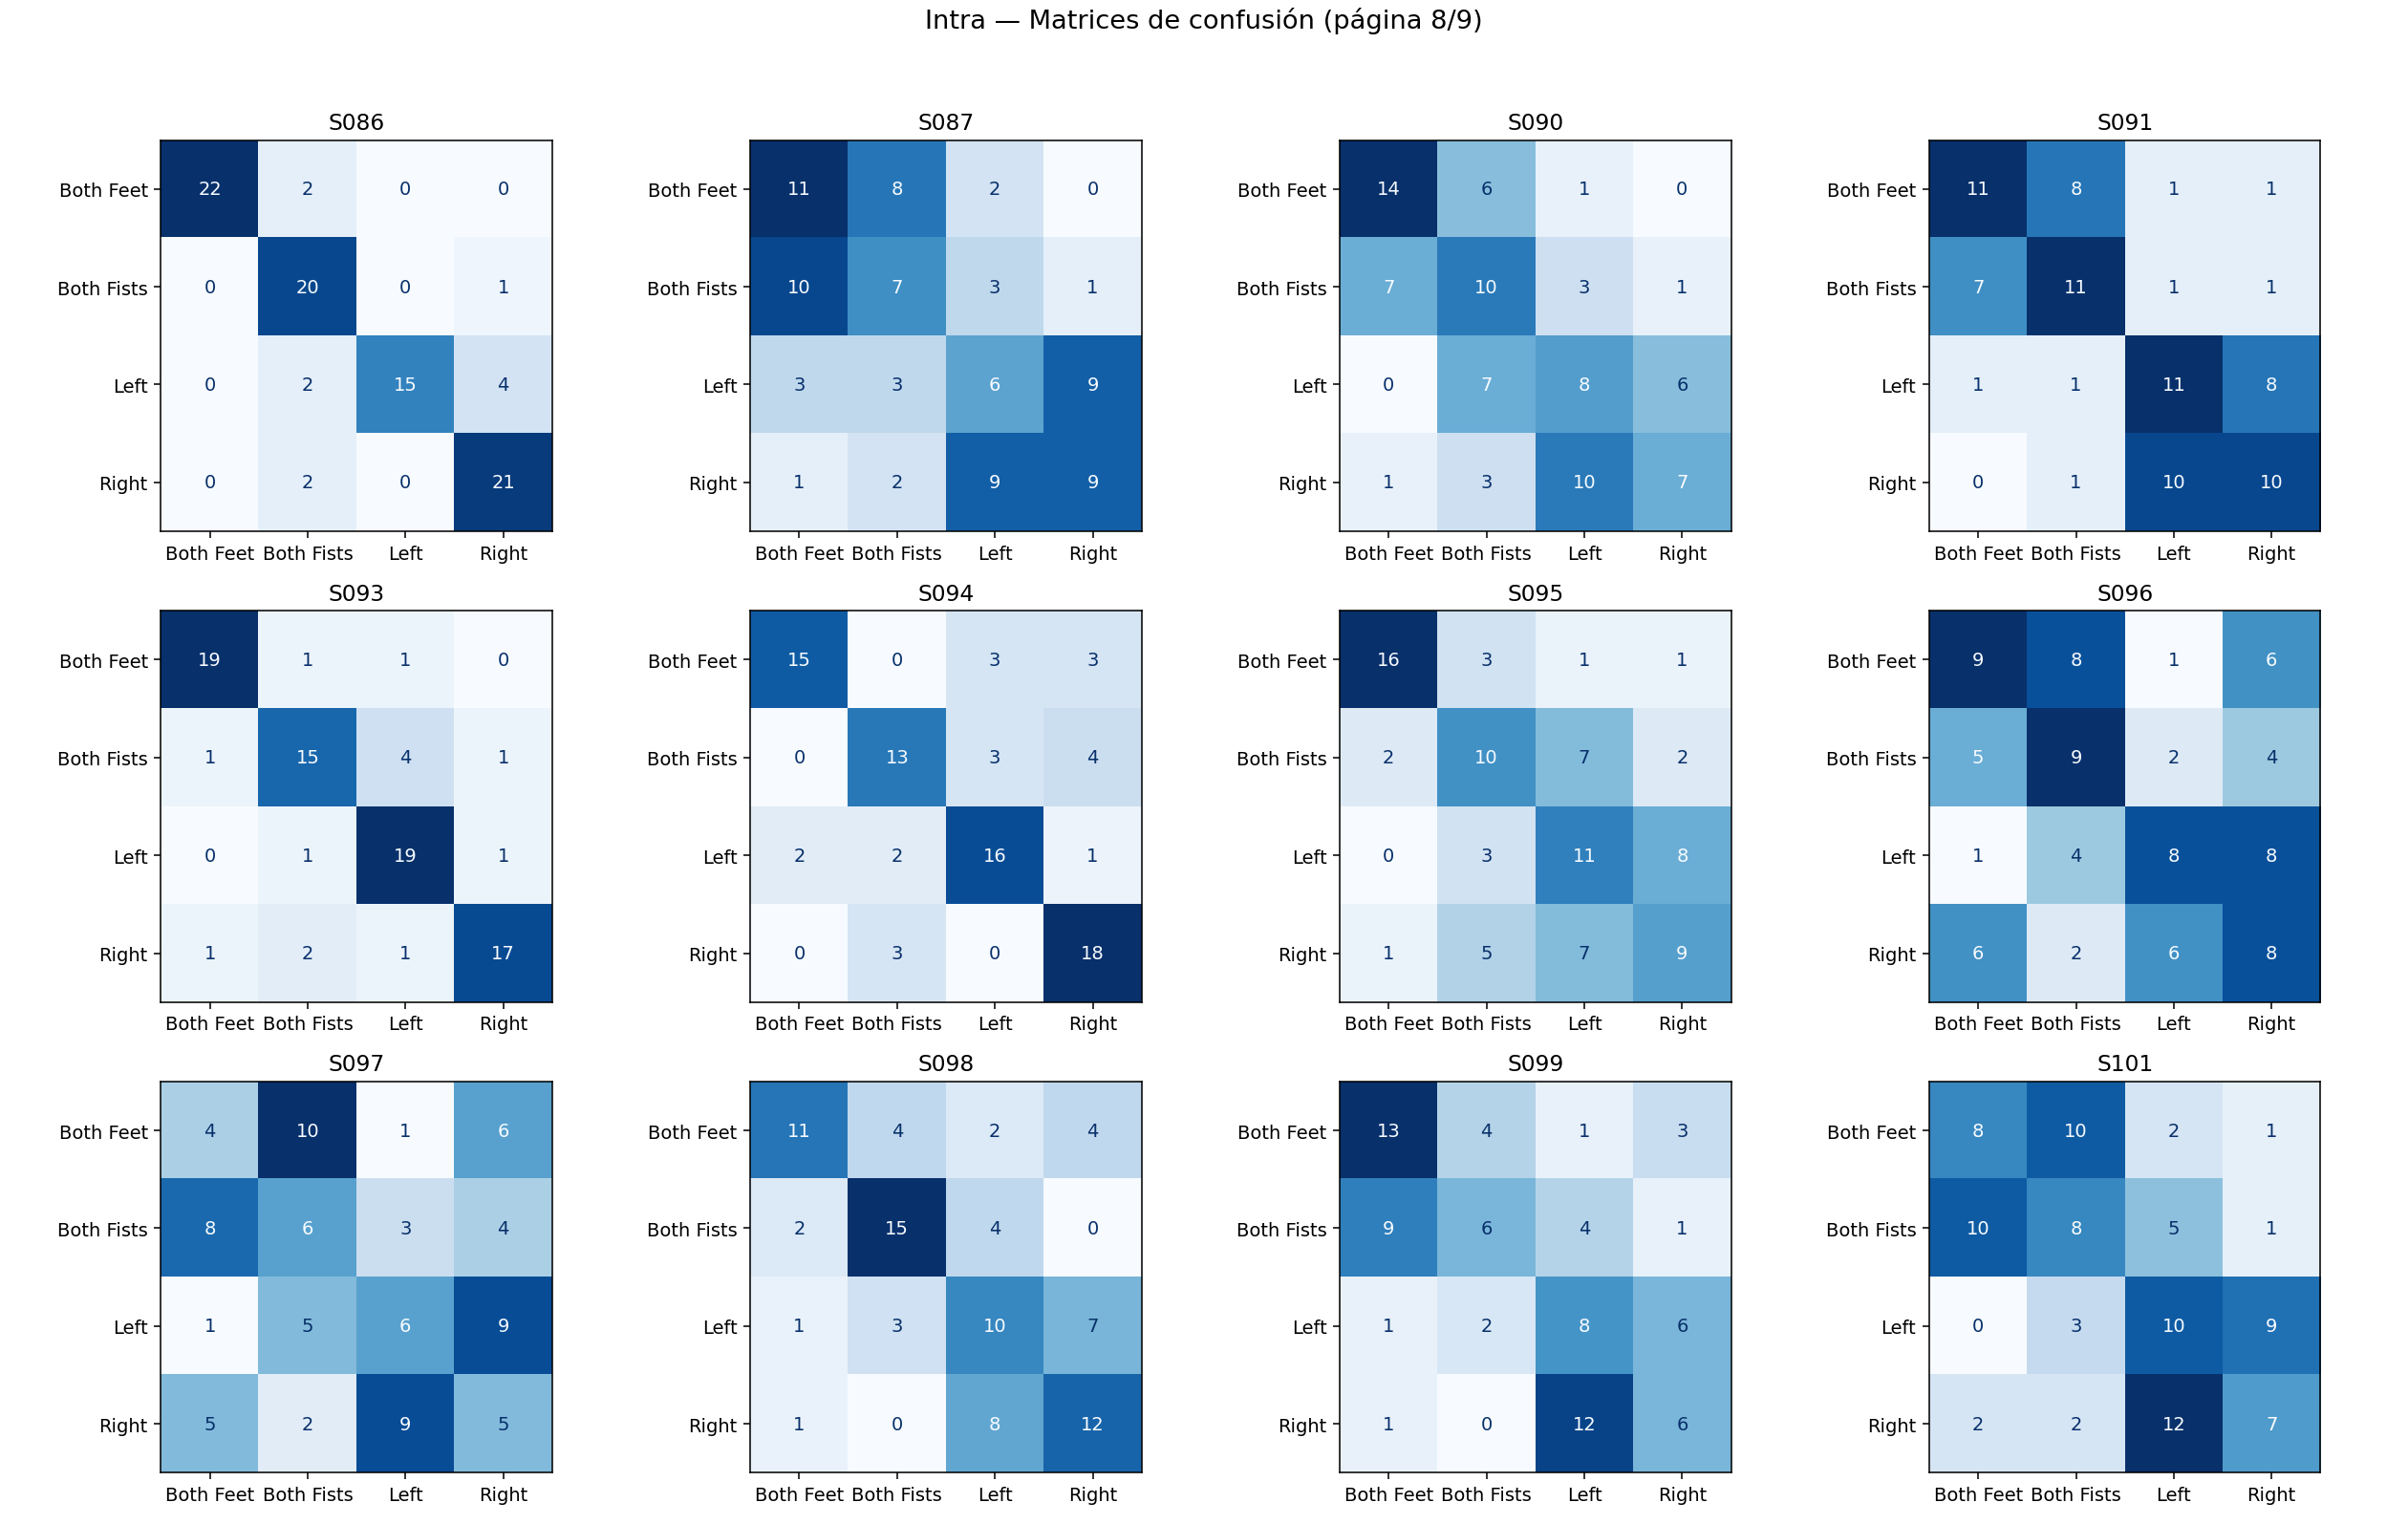 Intra — Matrices de confusión (página 8/9)
S086 S087 S090 S091
Both Feet 22 2 0 0 Both Feet 11 8 2 0 Both Feet 14 6 1 0 Both Feet 11 8 1 1
Both Fists 0 20 0 1 Both Fists 10 7 3 1 Both Fists 7 10 3 1 Both Fists 7 11 1 1
Left 0 2 15 4 Left 3 3 6 9 Left 0 7 8 6 Left 1 1 11 8
Right 0 2 0 21 Right 1 2 9 9 Right 1 3 10 7 Right 0 1 10 10
Both Feet Both Fists Left Right Both Feet Both Fists Left Right Both Feet Both Fists Left Right Both Feet Both Fists Left Right
S093 S094 S095 S096
Both Feet 19 1 1 0 Both Feet 15 0 3 3 Both Feet 16 3 1 1 Both Feet 9 8 1 6
Both Fists 1 15 4 1 Both Fists 0 13 3 4 Both Fists 2 10 7 2 Both Fists 5 9 2 4
Left 0 1 19 1 Left 2 2 16 1 Left 0 3 11 8 Left 1 4 8 8
Right 1 2 1 17 Right 0 3 0 18 Right 1 5 7 9 Right 6 2 6 8
Both Feet Both Fists Left Right Both Feet Both Fists Left Right Both Feet Both Fists Left Right Both Feet Both Fists Left Right
S097 S098 S099 S101
Both Feet 4 10 1 6 Both Feet 11 4 2 4 Both Feet 13 4 1 3 Both Feet 8 10 2 1
Both Fists 8 6 3 4 Both Fists 2 15 4 0 Both Fists 9 6 4 1 Both Fists 10 8 5 1
Left 1 5 6 9 Left 1 3 10 7 Left 1 2 8 6 Left 0 3 10 9
Right 5 2 9 5 Right 1 0 8 12 Right 1 0 12 6 Right 2 2 12 7
Both Feet Both Fists Left Right Both Feet Both Fists Left Right Both Feet Both Fists Left Right Both Feet Both Fists Left Right